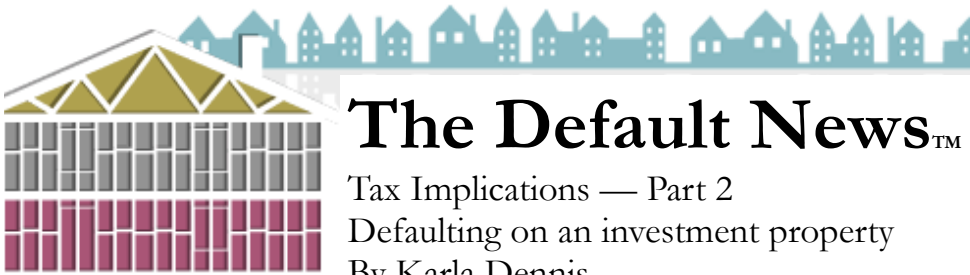 The Default News™
Tax Implications — Part 2
Defaulting on an investment property
By Karla Dennis